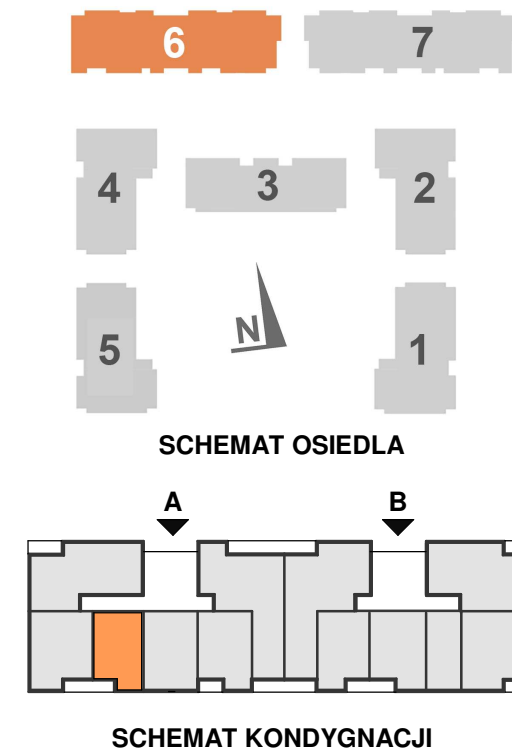 6 7
4 3 2
N
5 1
SCHEMAT OSIEDLA
A B
SCHEMAT KONDYGNACJI